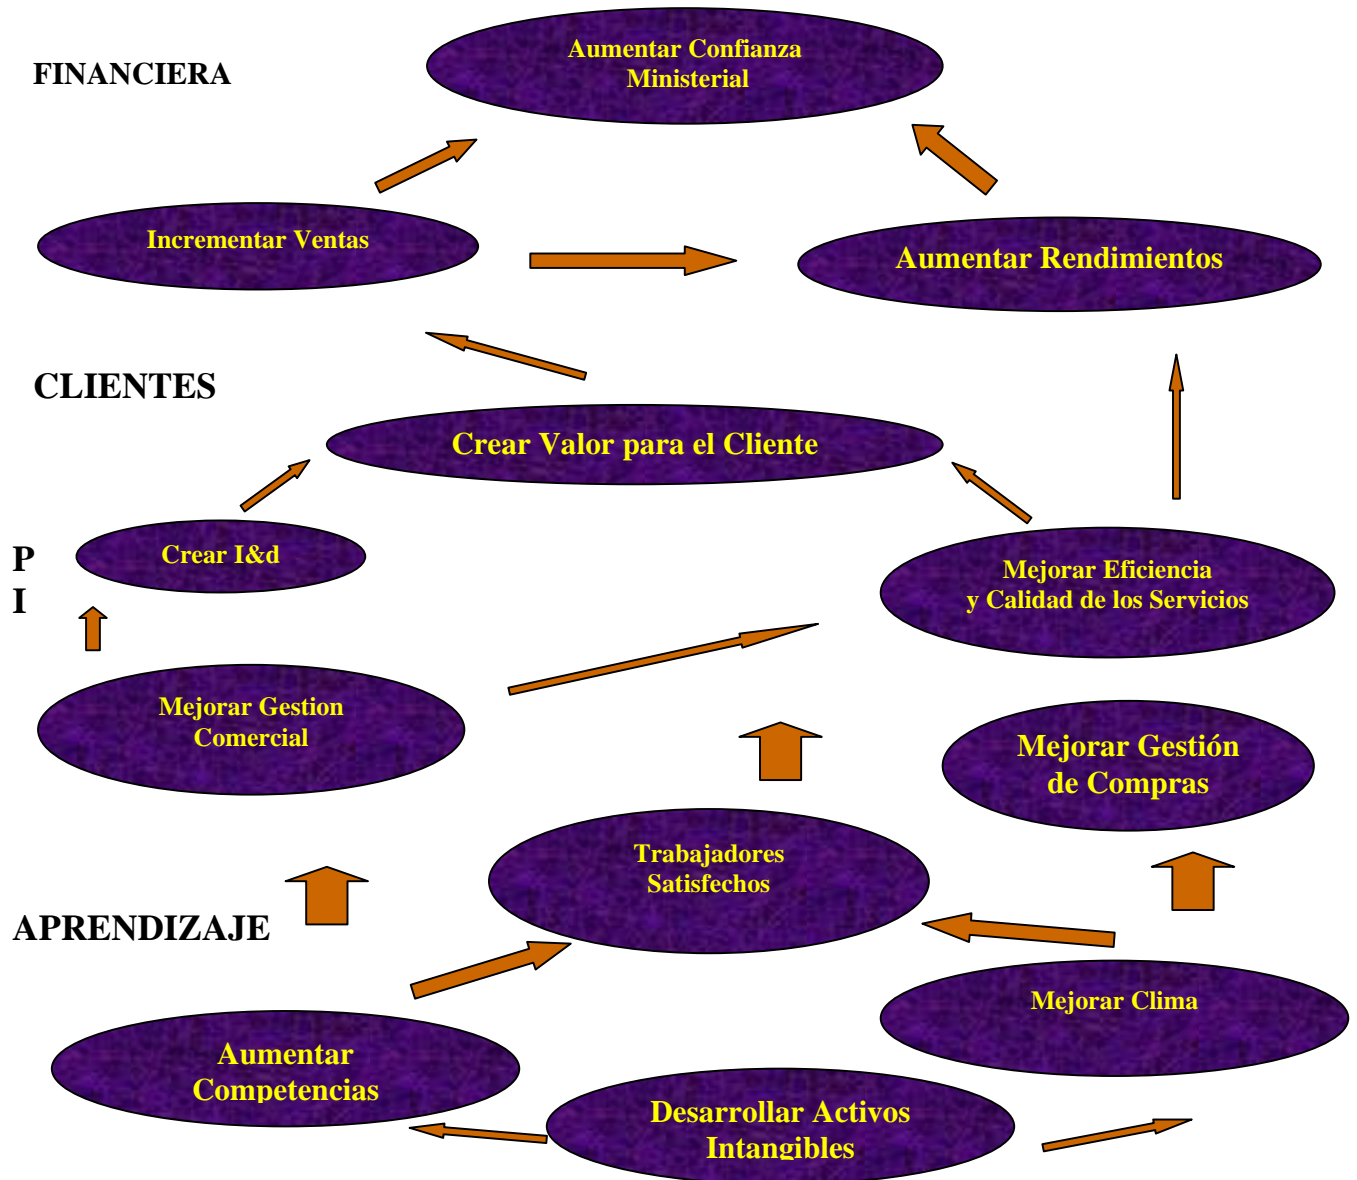 Aumentar Confianza
Ministerial
FINANCIERA
Incrementar Ventas
Aumentar Rendimientos
CLIENTES
Crear Valor para el Cliente
P
I
Crear I&d
Mejorar Eficiencia
y Calidad de los Servicios
Mejorar Gestion
Comercial
Mejorar Gestión
de Compras
Trabajadores
Satisfechos
APRENDIZAJE
Mejorar Clima
Aumentar
Competencias
Desarrollar Activos
Intangibles